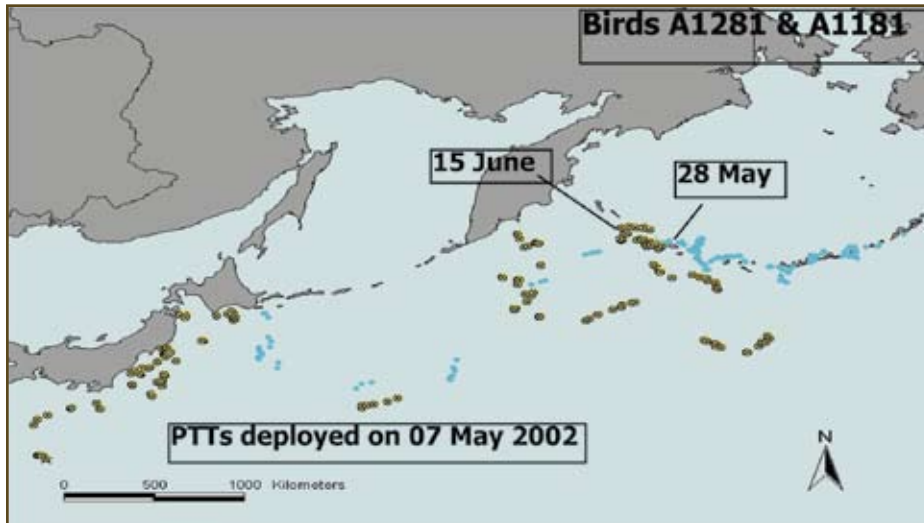 Birds A1281 & A1181
15 June
28 May
PTTs deployed on 07 May 2002
N
0 500 1000 Kilometers